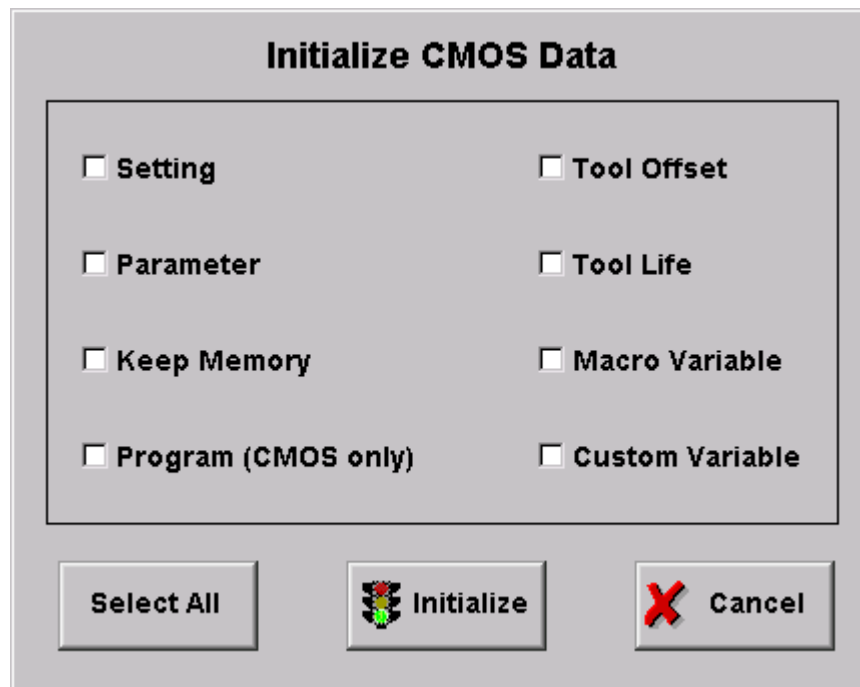 Initialize CMOS Data
Setting
Tool Offset
Parameter
Tool Life
Keep Memory
Macro Variable
Program (CMOS only)
Custom Variable
Select All
Initialize
Cancel